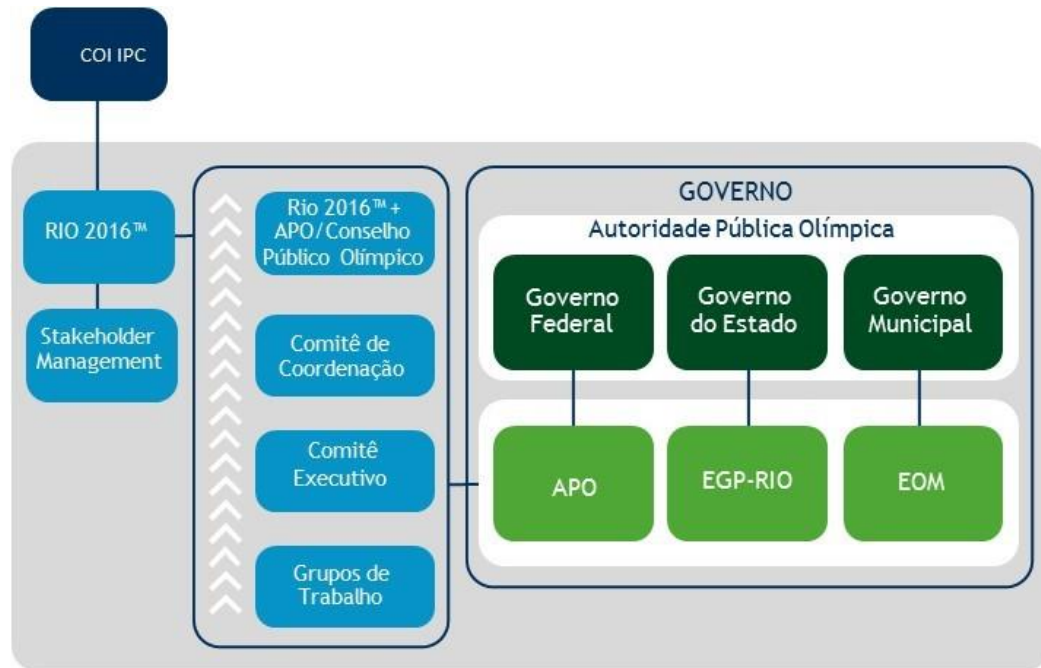 COI IPC
RIO 2016™
Stakeholder
Management
Rio 2016™ +
APO/Conselho
Público Olímpico
Comitê de
Coordenação
Comitê
Executivo
Grupos de
Trabalho
GOVERNO
Autoridade Pública Olímpica
Governo
Federal
Governo
do Estado
Governo
Municipal
APO
EGP-RIO
EOM